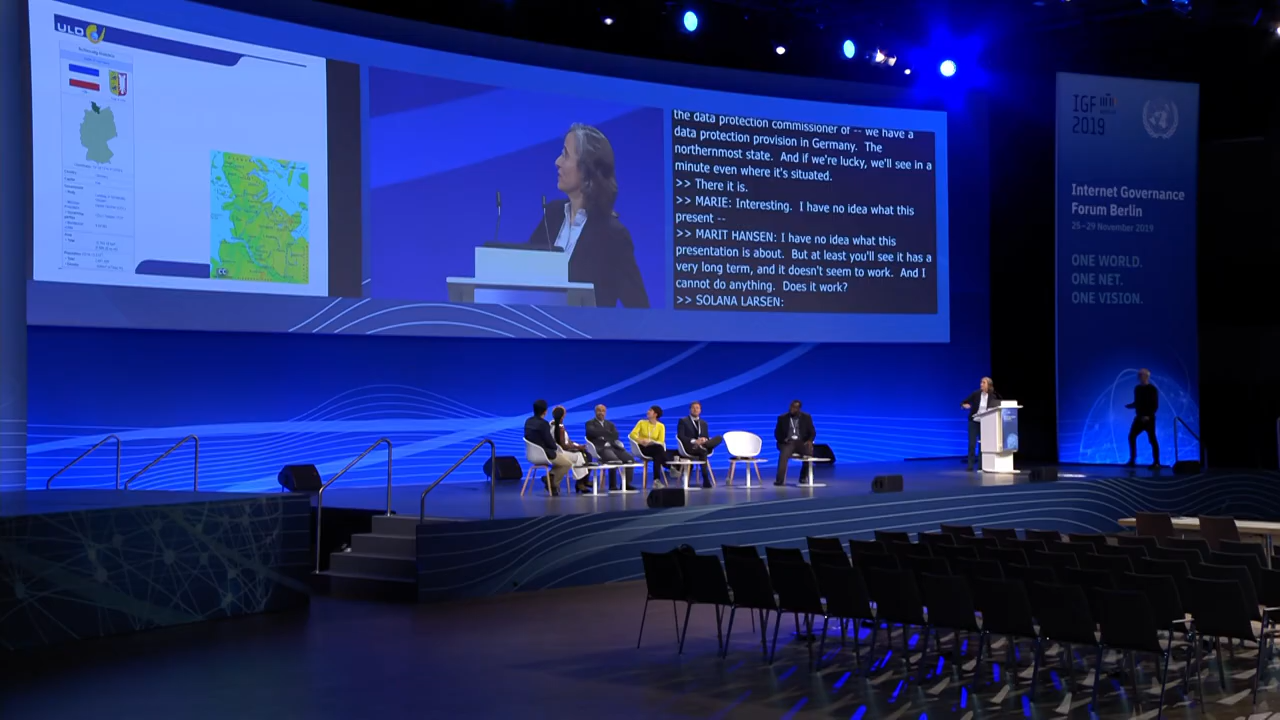 ULD
the data protection commissioner of -- we have a
data protection provision in Germany. The
northernmost state. And if we're lucky, we'll see in a
minute even where it's situated.
>> There it is.
>> MARIE: Interesting. I have no idea what this
present --
>> MARIT HANSEN: I have no idea what this
presentation is about. But at least you'll see it has a
very long term, and it doesn't seem to work. And I
cannot do anything. Does it work?
>> SOLANA LARSEN:
IGF
2019
Internet Governance
Forum Berlin
25–29 November 2019
ONE WORLD.
ONE NET.
ONE VISION.